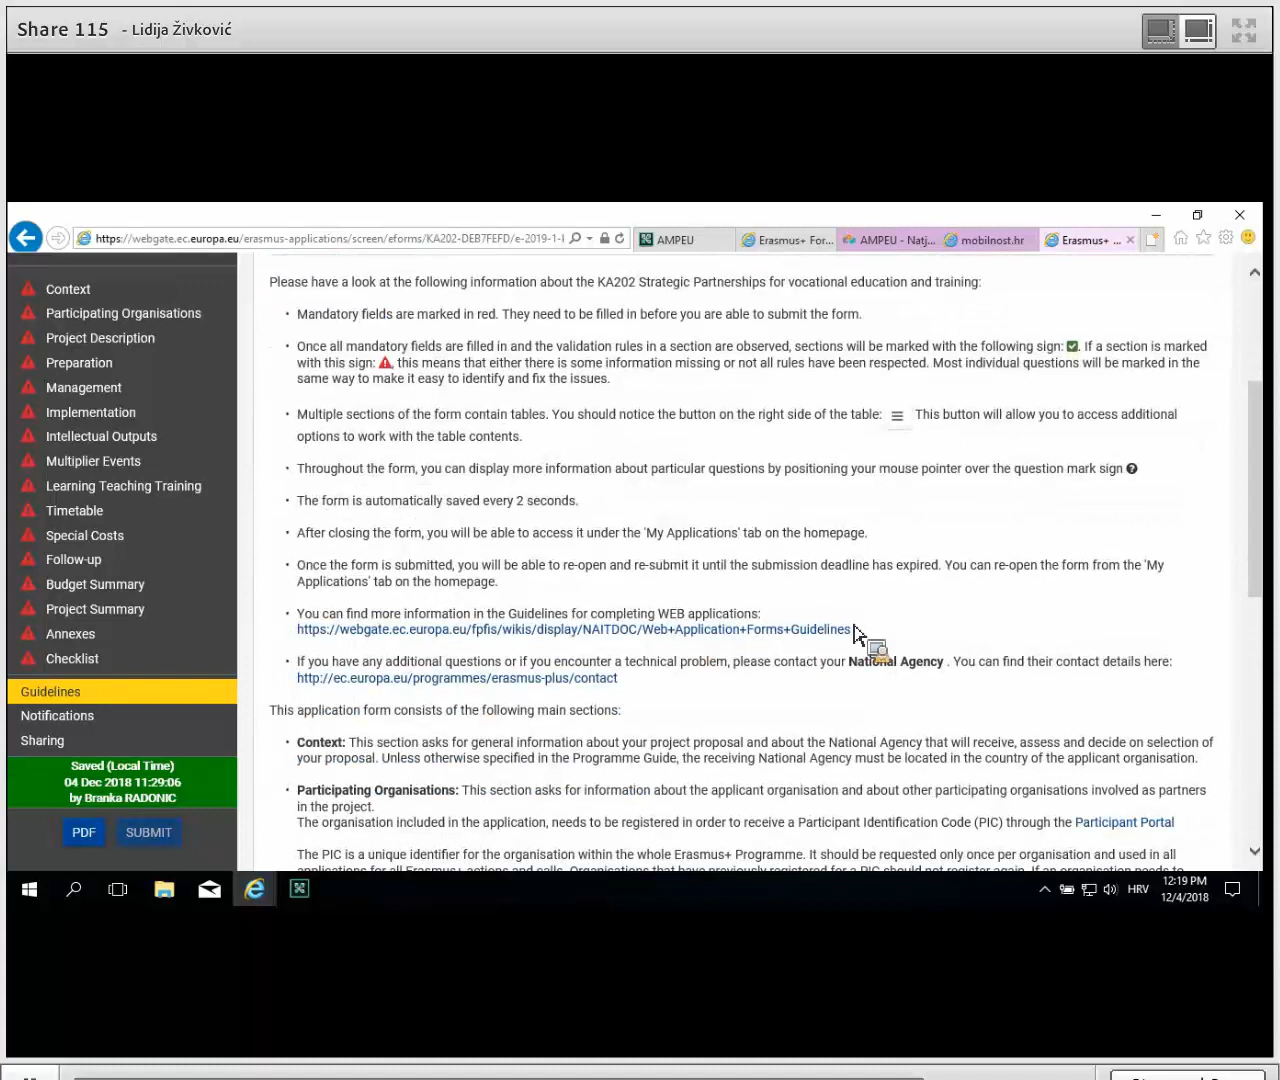 Share 115 - Lidija Živković
https://webgate.ec.europa.eu/erasmus-applications/screen/eforms/KA202-DEB7FEFD/e-2019-1-
AMPEU
Erasmus+ For...
AMPEU - Natj...
mobilnost.hr
Erasmus+ ...
Context
Participating Organisations
Project Description
Preparation
Management
Implementation
Intellectual Outputs
Multiplier Events
Learning Teaching Training
Timetable
Special Costs
Follow-up
Budget Summary
Project Summary
Annexes
Checklist
Guidelines
Notifications
Sharing
Saved (Local Time)
04 Dec 2018 11:29:06
by Branka RADONIC
PDF SUBMIT
Please have a look at the following information about the KA202 Strategic Partnerships for vocational education and training:
• Mandatory fields are marked in red. They need to be filled in before you are able to submit the form.
• Once all mandatory fields are filled in and the validation rules in a section are observed, sections will be marked with the following sign: . If a section is marked
with this sign: , this means that either there is some information missing or not all rules have been respected. Most individual questions will be marked in the
same way to make it easy to identify and fix the issues.
• Multiple sections of the form contain tables. You should notice the button on the right side of the table: This button will allow you to access additional
options to work with the table contents.
• Throughout the form, you can display more information about particular questions by positioning your mouse pointer over the question mark sign
• The form is automatically saved every 2 seconds.
• After closing the form, you will be able to access it under the 'My Applications' tab on the homepage.
• Once the form is submitted, you will be able to re-open and re-submit it until the submission deadline has expired. You can re-open the form from the 'My
Applications' tab on the homepage.
• You can find more information in the Guidelines for completing WEB applications:
https://webgate.ec.europa.eu/fpfis/wikis/display/NAITDOC/Web+Application+Forms+Guidelines
• If you have any additional questions or if you encounter a technical problem, please contact your National Agency . You can find their contact details here:
http://ec.europa.eu/programmes/erasmus-plus/contact
This application form consists of the following main sections:
• Context: This section asks for general information about your project proposal and about the National Agency that will receive, assess and decide on selection of
your proposal. Unless otherwise specified in the Programme Guide, the receiving National Agency must be located in the country of the applicant organisation.
• Participating Organisations: This section asks for information about the applicant organisation and about other participating organisations involved as partners
in the project.
The organisation included in the application, needs to be registered in order to receive a Participant Identification Code (PIC) through the Participant Portal
The PIC is a unique identifier for the organisation within the whole Erasmus+ Programme. It should be requested only once per organisation and used in all
applications for all Erasmus+ actions and calls. Organisations that have previously registered for a PIC should not register again. If an organisation needs to
HRV
12:19 PM
12/4/2018